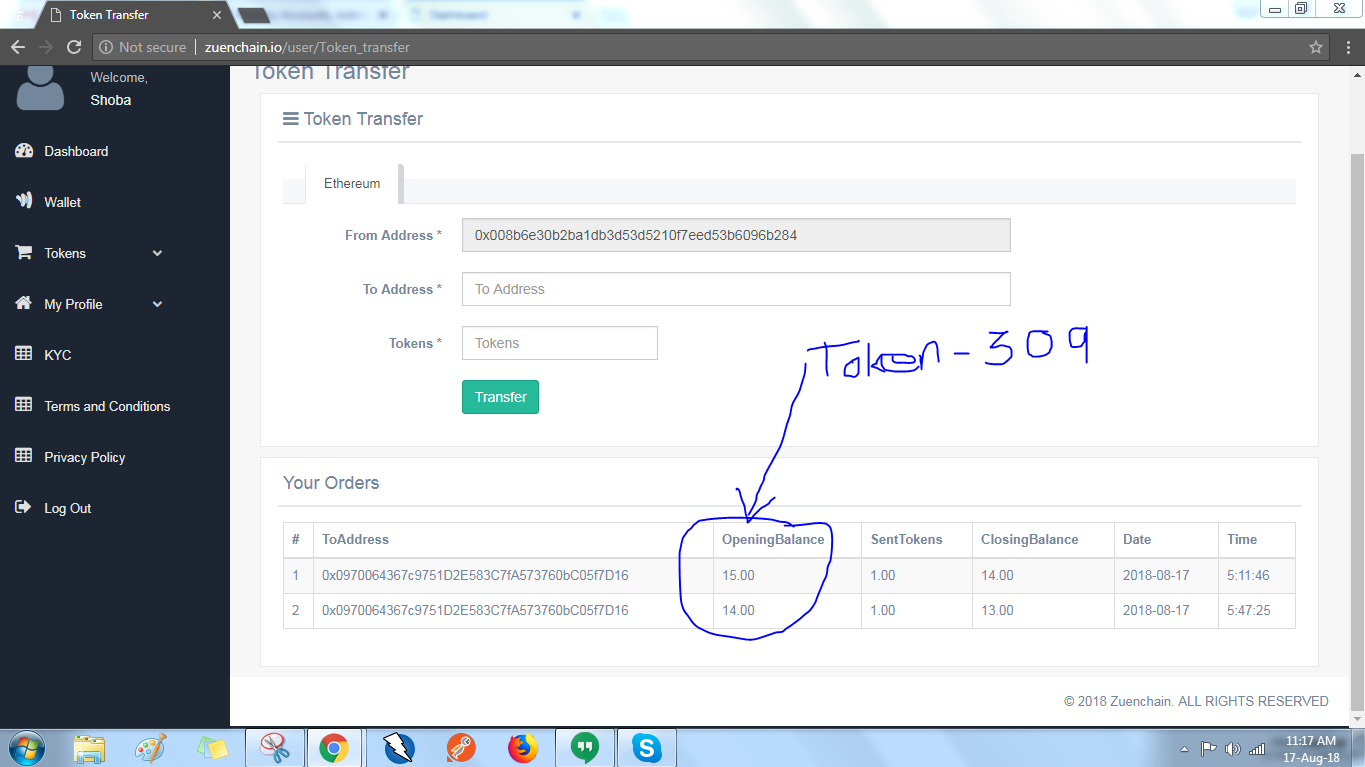 Token Transfer
Not secure | zuenchain.io/user/Token_transfer
Welcome,
Shoba
Dashboard
Wallet
Tokens
My Profile
KYC
Terms and Conditions
Privacy Policy
Log Out
Token Transfer
Token Transfer
Ethereum
From Address * 0x008b6e30b2ba1db3d53d5210f7eed53b6096b284
To Address * To Address
Tokens * Tokens
Transfer
Token - 309
Your Orders
# ToAddress OpeningBalance SentTokens ClosingBalance Date Time
1 0x0970064367c9751D2E583C7fA573760bC05f7D16 15.00 1.00 14.00 2018-08-17 5:11:46
2 0x0970064367c9751D2E583C7fA573760bC05f7D16 14.00 1.00 13.00 2018-08-17 5:47:25
© 2018 Zuenchain. ALL RIGHTS RESERVED
11:17 AM
17-Aug-18